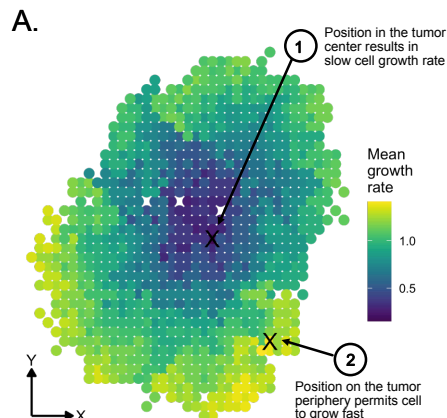 A.
1
Position in the tumor
center results in
slow cell growth rate
Mean
growth
rate
1.0
0.5
X
X
2
Position on the tumor
periphery permits cell
to grow fast
Y
X